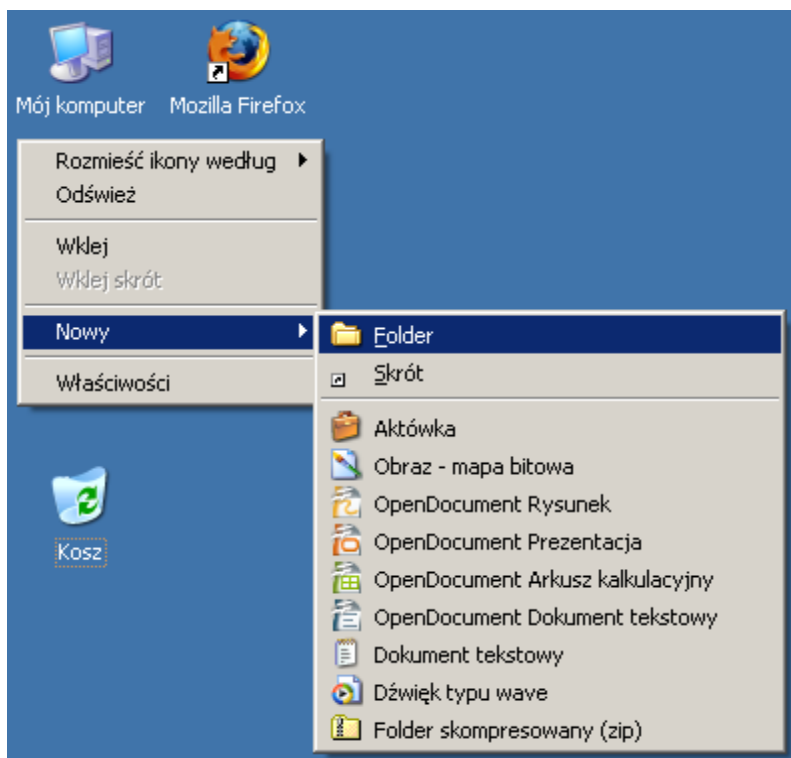 Mój komputer
Mozilla Firefox
Rozmieść ikony według
Odśwież
Wklej
Wklej skrót
Nowy
Właściwości
Folder
Skrót
Aktówka
Obraz - mapa bitowa
OpenDocument Rysunek
OpenDocument Prezentacja
OpenDocument Arkusz kalkulacyjny
OpenDocument Dokument tekstowy
Dokument tekstowy
Dźwięk typu wave
Folder skompresowany (zip)
Kosz